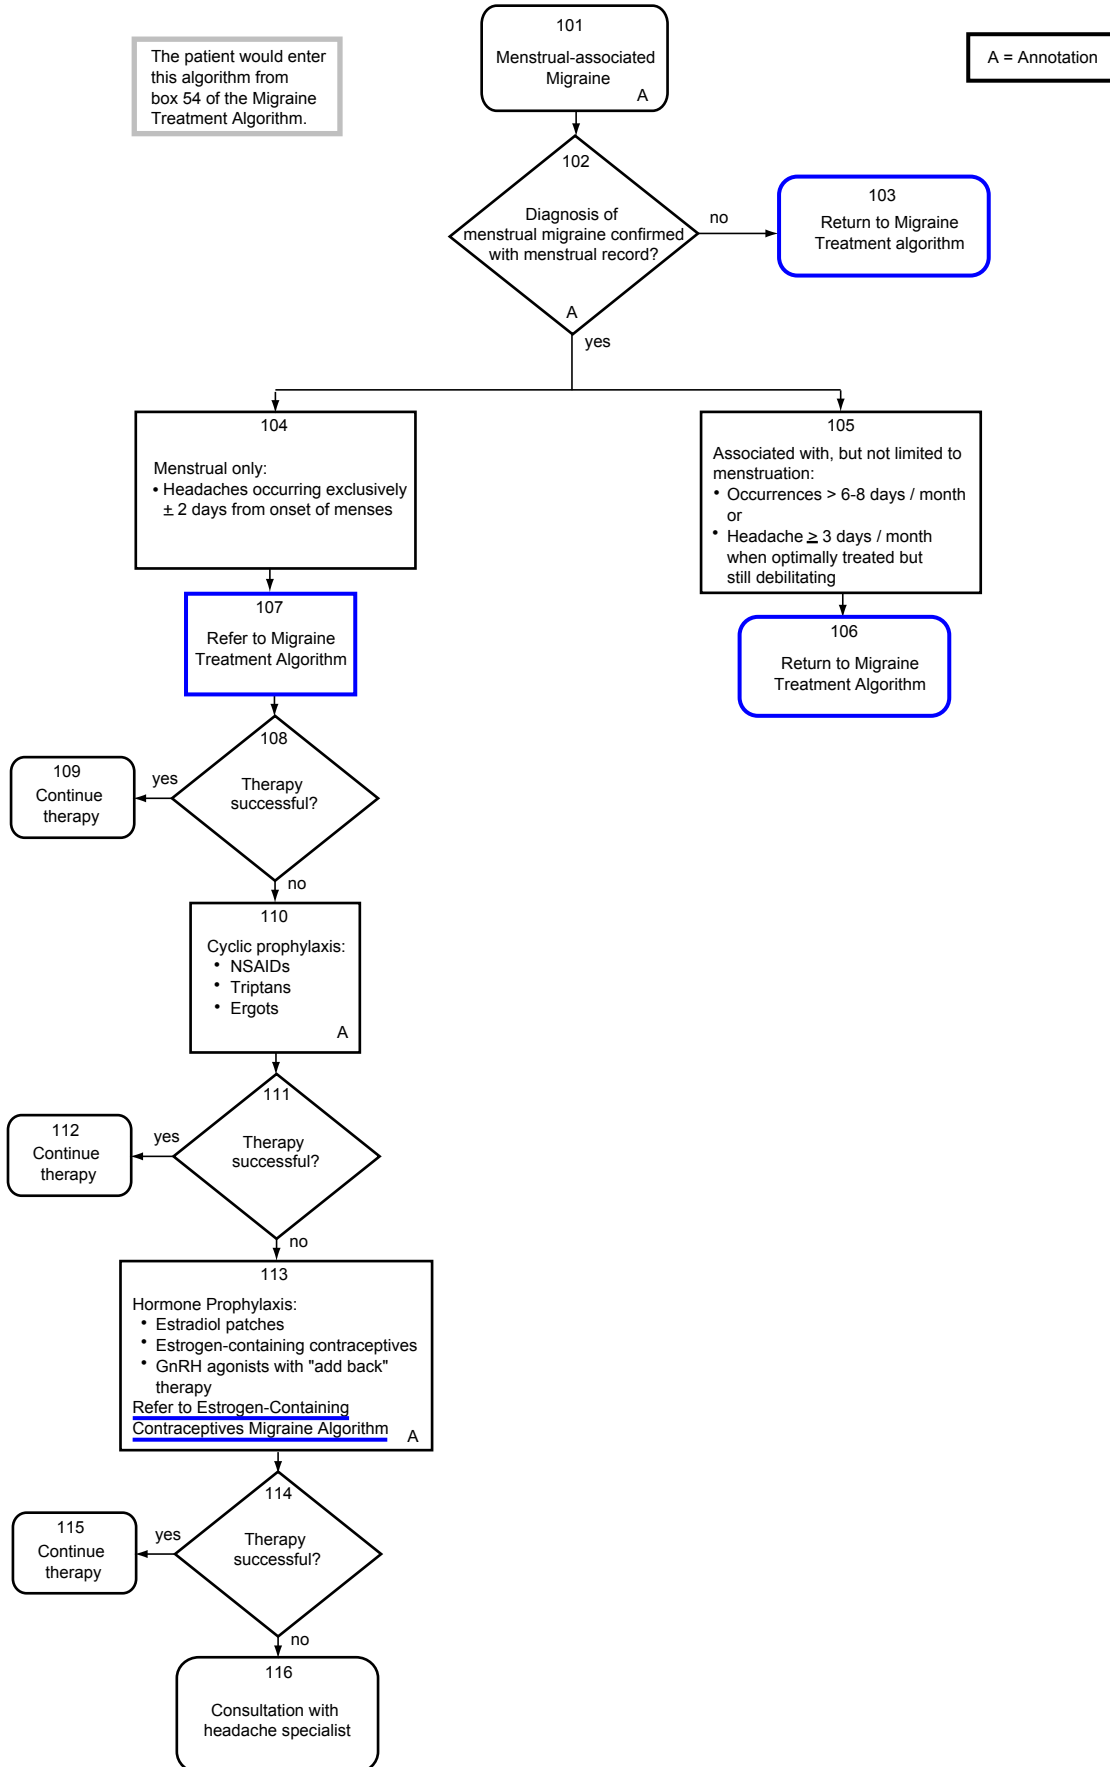 The patient would enter
this algorithm from
box 54 of the Migraine
Treatment Algorithm.
101
Menstrual-associated
Migraine
A
A = Annotation
102
Diagnosis of
menstrual migraine confirmed
with menstrual record?
A
no
103
Return to Migraine
Treatment algorithm
yes
104
Menstrual only:
• Headaches occurring exclusively
± 2 days from onset of menses
105
Associated with, but not limited to
menstruation:
• Occurrences > 6-8 days / month
or
• Headache ≥ 3 days / month
when optimally treated but
still debilitating
107
Refer to Migraine
Treatment Algorithm
106
Return to Migraine
Treatment Algorithm
108
Therapy
successful?
yes
109
Continue
therapy
no
110
Cyclic prophylaxis:
• NSAIDs
• Triptans
• Ergots
A
111
Therapy
successful?
yes
112
Continue
therapy
no
113
Hormone Prophylaxis:
• Estradiol patches
• Estrogen-containing contraceptives
• GnRH agonists with "add back"
therapy
Refer to Estrogen-Containing
Contraceptives Migraine Algorithm
A
114
Therapy
successful?
yes
115
Continue
therapy
no
116
Consultation with
headache specialist